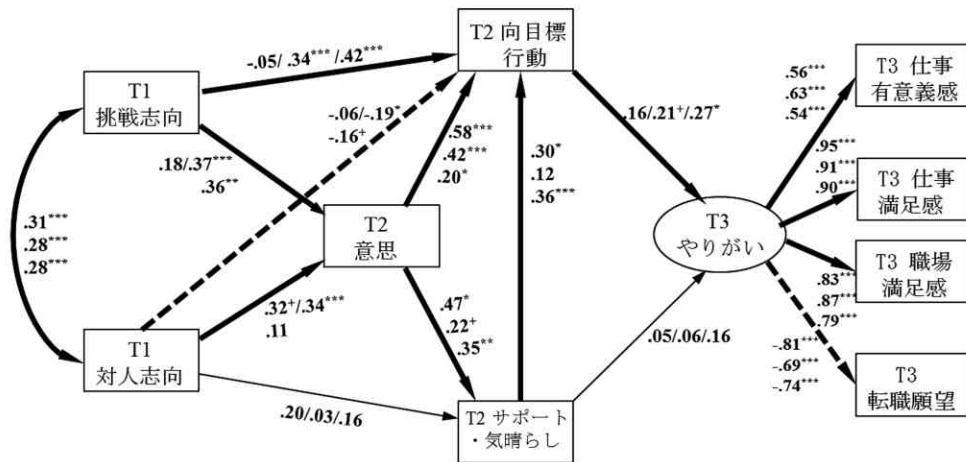 T2 向目標
行動
T1
挑戦志向
-.05/ .34*** /.42***
-.06/-.19*
-.16+
.18/.37***
.36**
.58***
.42***
.20*
.30*
.12
.36***
.16/.21+/.27*
.56***
.63***
.54***
T3 仕事
有意義感
.95***
.91***
.90***
T3 仕事
満足感
.31***
.28***
.28***
T2
意思
T3
やりがい
.83***
.87***
.79***
T3 職場
満足感
.32+/.34***
.11
.47*
.22+
.35**
.05/.06/.16
-.81***
-.69***
-.74***
T3
転職願望
T1
対人志向
.20/.03/.16
T2 サポート
・気晴らし